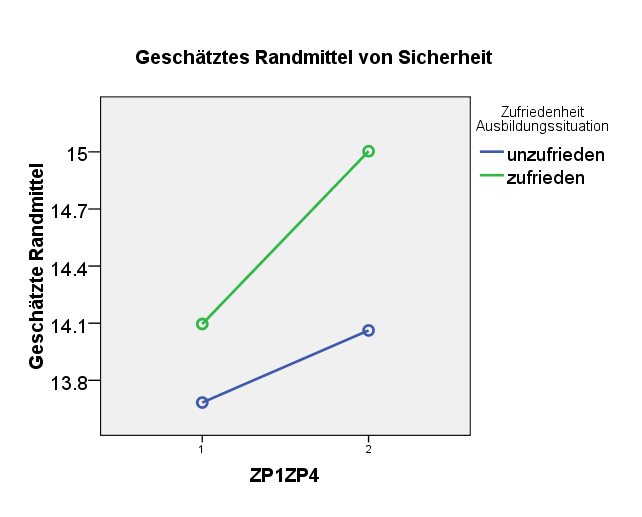 Geschätztes Randmittel von Sicherheit
Zufriedenheit
Ausbildungssituation
unzufrieden
zufrieden
Geschätzte Randmittel
15
14.7
14.4
14.1
13.8
1
2
ZP1ZP4